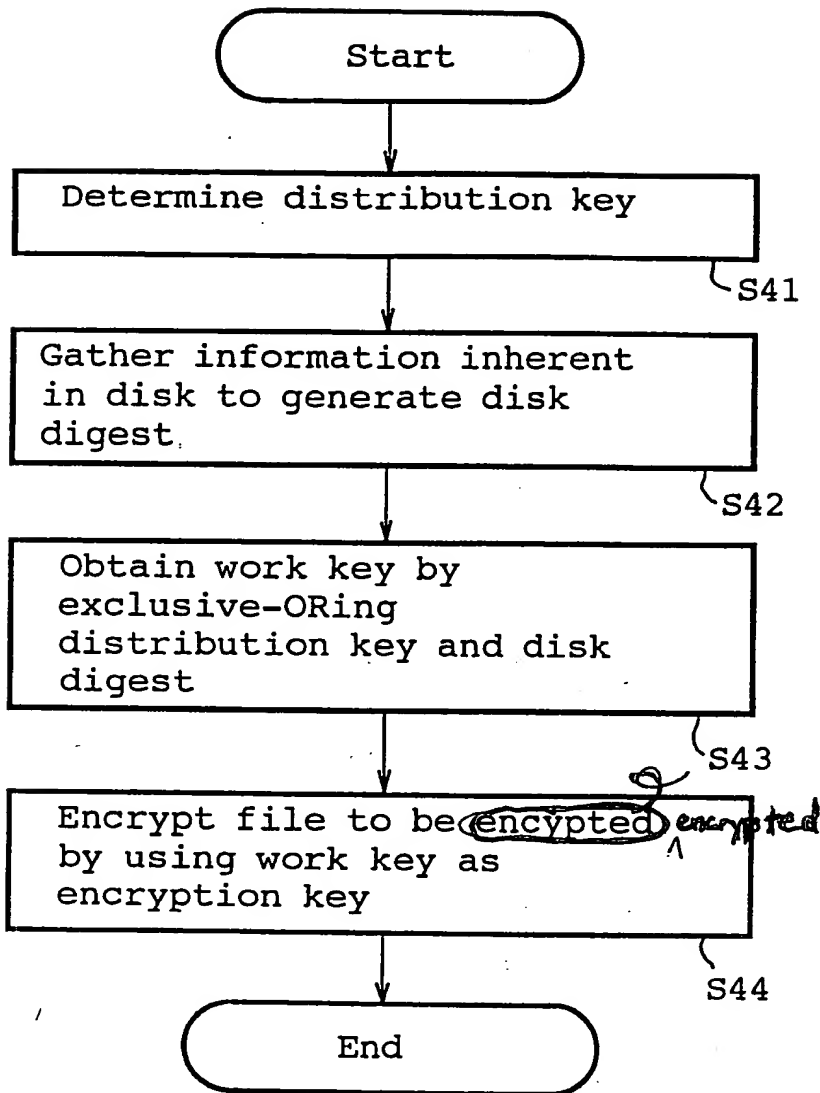 Start
Determine distribution key
S41
Gather information inherent
in disk to generate disk
digest
S42
Obtain work key by
exclusive-ORing
distribution key and disk
digest
S43
Encrypt file to be encypted encrypted
by using work key as
encryption key
S44
End